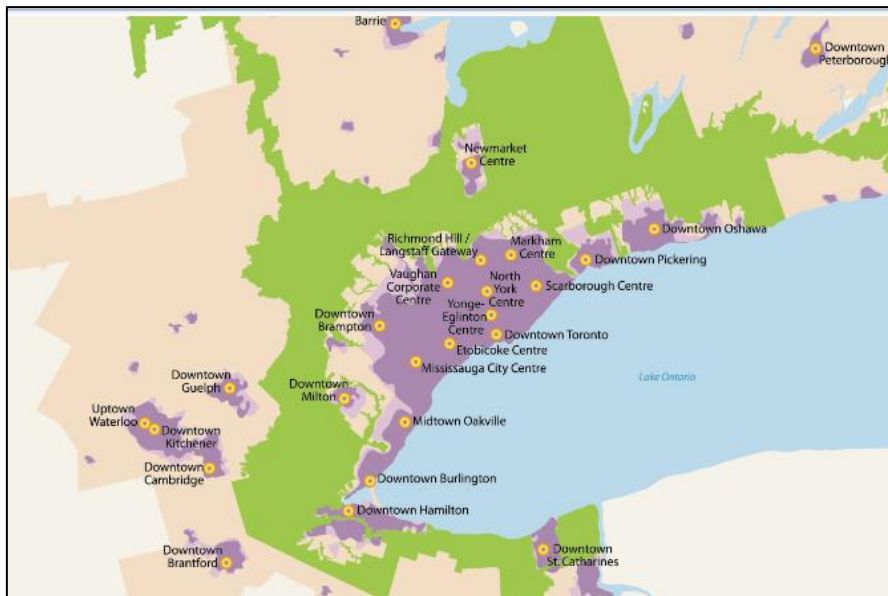 Barrie
Downtown
Peterborough
Newmarket
Centre
Downtown Oshawa
Richmond Hill /
Langstaff Gateway
Markham
Centre
Downtown Pickering
Vaughan
Corporate
Centre
North
York
Centre
Scarborough Centre
Yonge-
Eglinton
Centre
Downtown
Brampton
Downtown Toronto
Etobicoke Centre
Mississauga City Centre
Lake Ontario
Downtown
Guelph
Downtown
Milton
Uptown
Waterloo
Downtown
Kitchener
Midtown Oakville
Downtown
Cambridge
Downtown Burlington
Downtown Hamilton
Downtown
Brantford
Downtown
St. Catharines